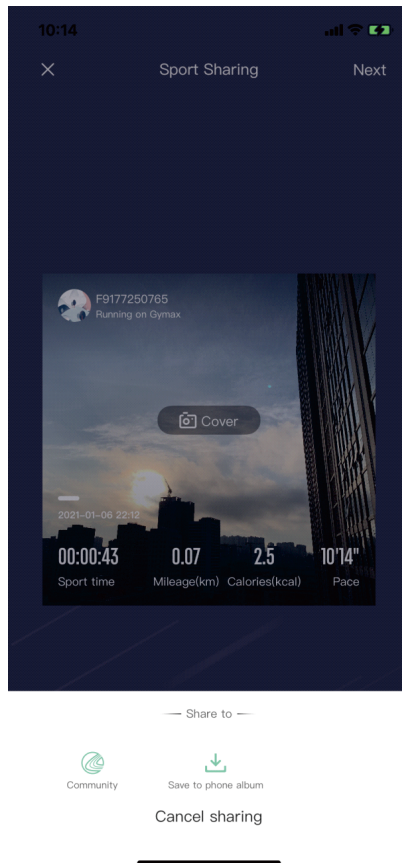 10:14
Sport Sharing
Next
F9177250765
Running on Gymax
Cover
2021-01-06 22:12
00:00:43 0.07 2.5 10'14"
Sport time Mileage(km) Calories(kcal) Pace
Share to
Community Save to phone album
Cancel sharing